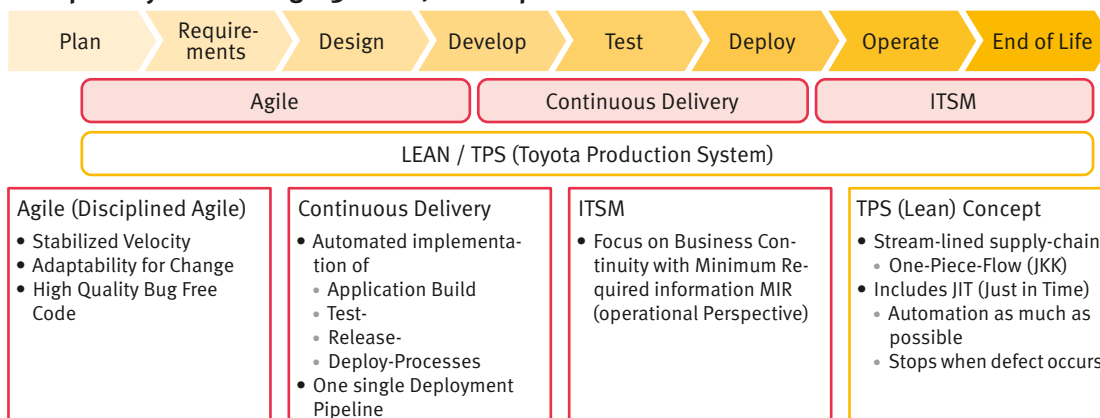 Plan
Require-
ments
Design
Develop
Test
Deploy
Operate
End of Life
Agile
Continuous Delivery
ITSM
LEAN / TPS (Toyota Production System)
Agile (Disciplined Agile)
• Stabilized Velocity
• Adaptability for Change
• High Quality Bug Free
Code
Continuous Delivery
• Automated implementa-
tion of
• Application Build
• Test-
• Release-
• Deploy-Processes
• One single Deployment
Pipeline
ITSM
• Focus on Business Con-
tinuity with Minimum Re-
quired information MIR
(operational Perspective)
TPS (Lean) Concept
• Stream-lined supply-chain
• One-Piece-Flow (JKK)
• Includes JIT (Just in Time)
• Automation as much as
possible
• Stops when defect occurs